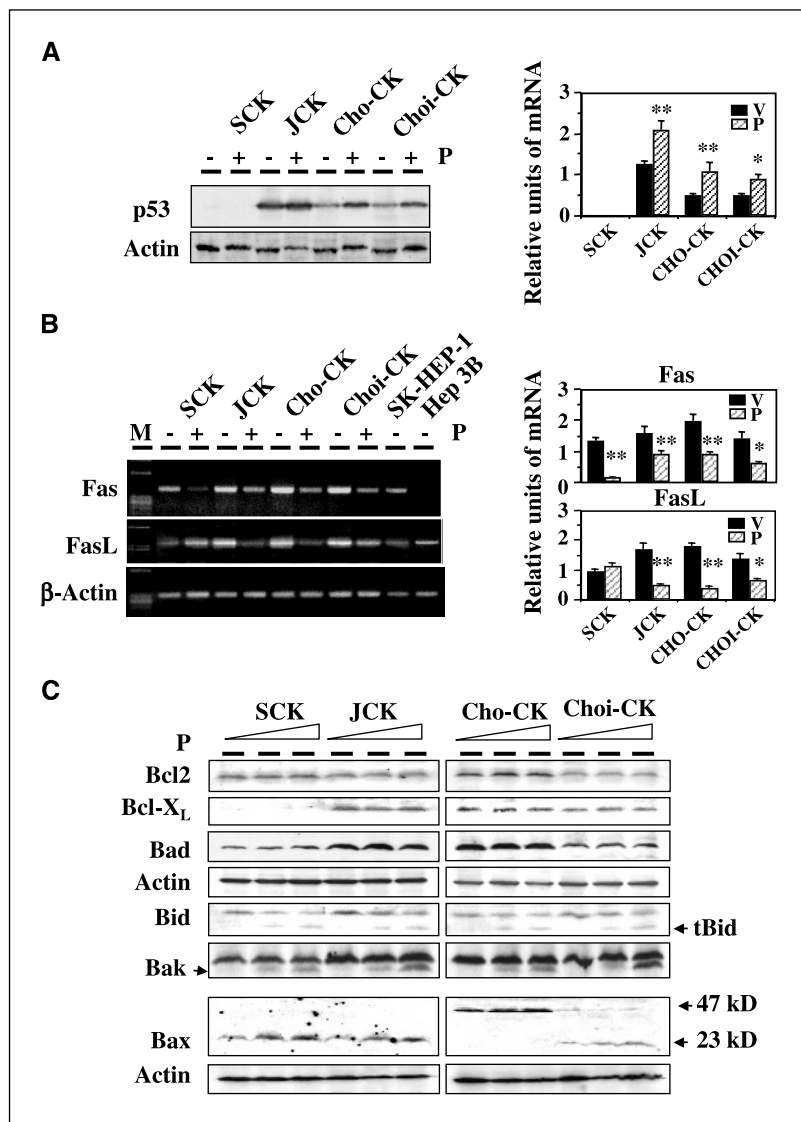 A
SCK JCK Cho-CK Choi-CK
- + - + - + - + P
p53
Actin
Relative units of mRNA
3
2
1
0
V
P
** ** *
SCK JCK CHO-CK CHOI-CK
B
SCK JCK Cho-CK Choi-CK SK-HEP-1 Hep 3B
M - + - + - + - + - - P
Fas
FasL
β-Actin
Relative units of mRNA
Fas
3
2
1
0
V
P
** ** ** *
FasL
3
2
1
0
V
P
** ** *
SCK JCK CHO-CK CHOI-CK
C
SCK JCK Cho-CK Choi-CK
P
Bcl2
Bcl-XL
Bad
Actin
Bid
tBid
Bak
47 kD
Bax
23 kD
Actin